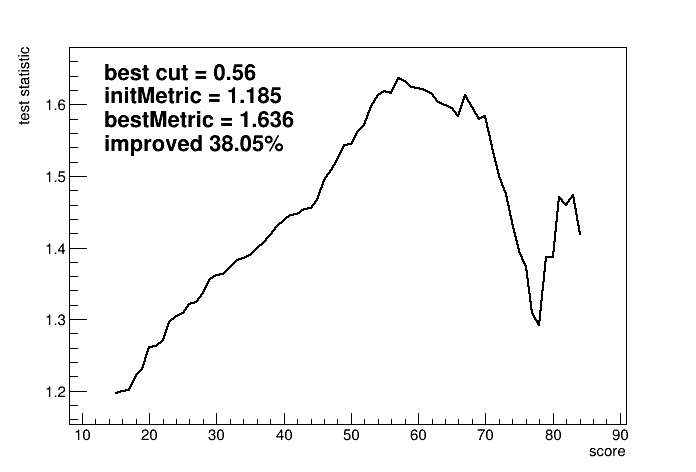 test statistic
best cut = 0.56
initMetric = 1.185
bestMetric = 1.636
improved 38.05%
1.6
1.5
1.4
1.3
1.2
10 20 30 40 50 60 70 80 90
score